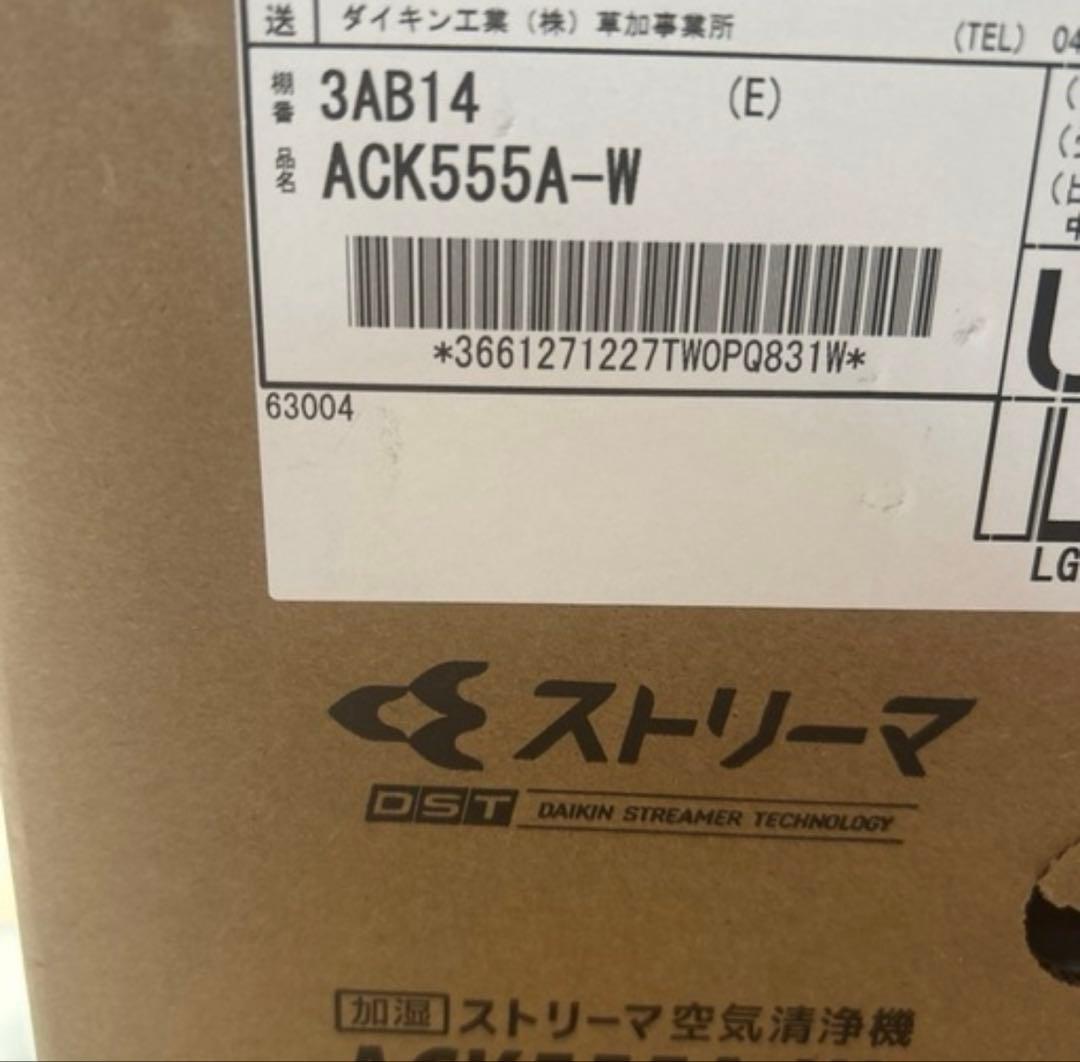 送 ダイキン工業(株)草加事業所 (TEL) 04
棚番 3AB14 (E)
品名 ACK555A-W
*3661271227TWOPQ831W*
63004
LG
ストリーマ
DST DAIKIN STREAMER TECHNOLOGY
加湿 ストリーマ空気清浄機